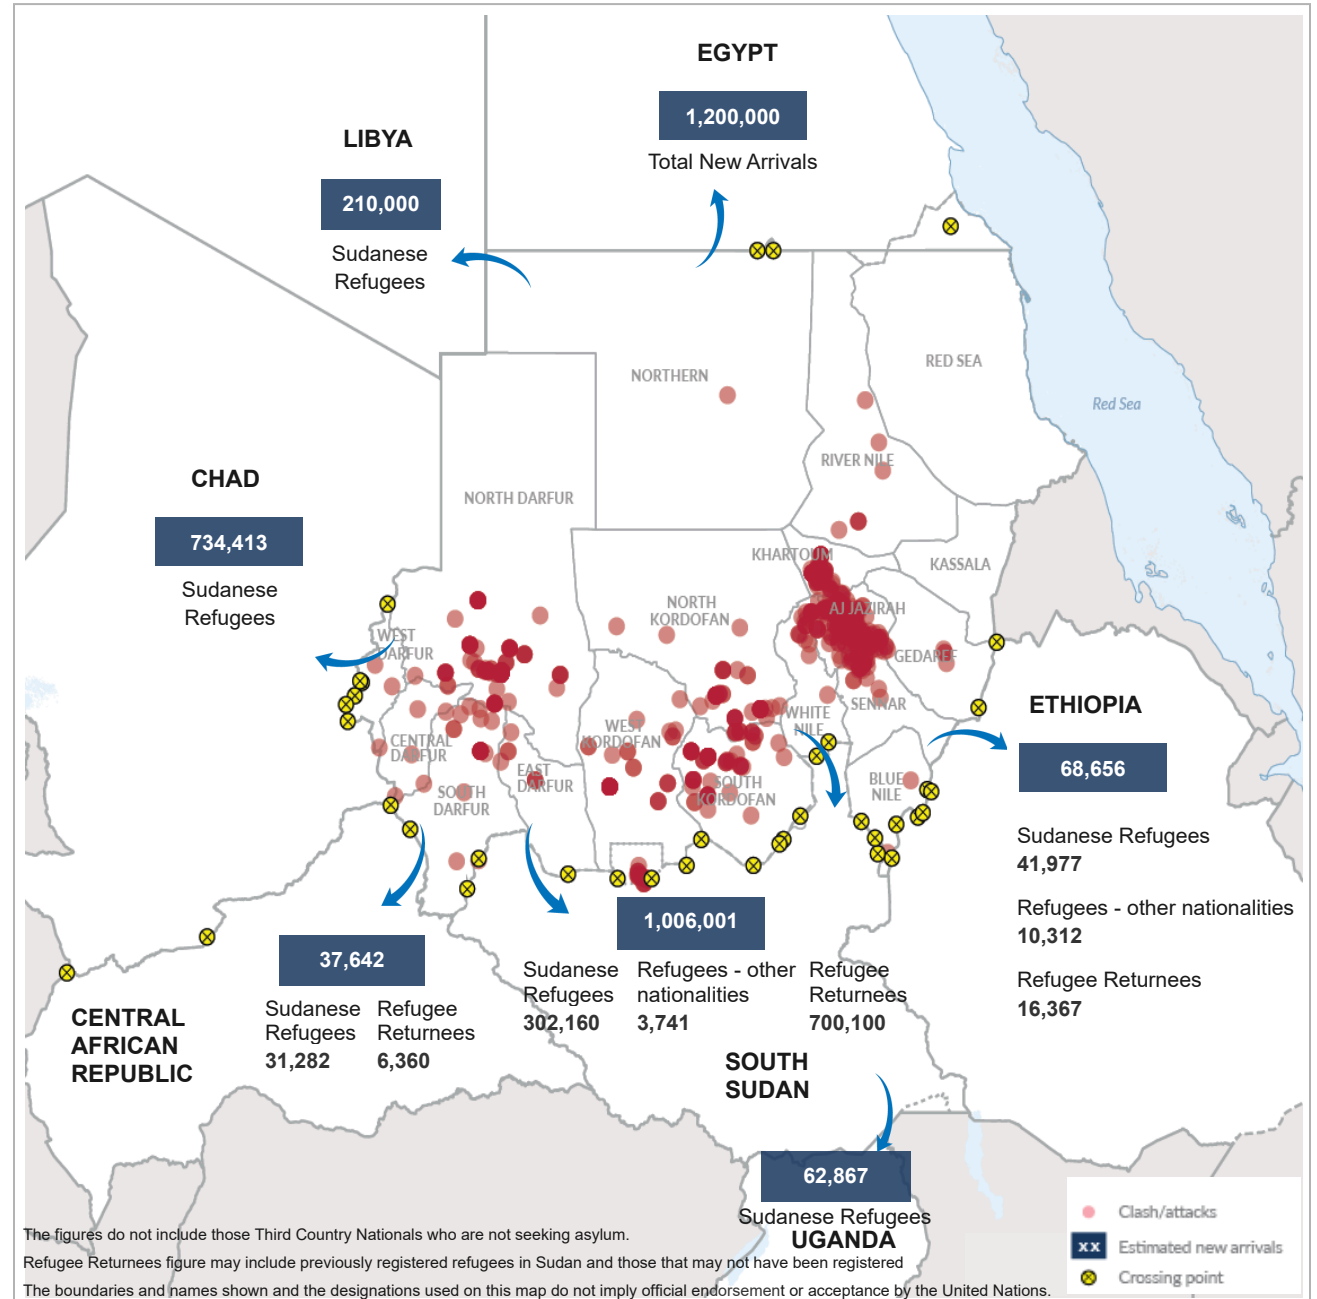 EGYPT
1,200,000
Total New Arrivals
LIBYA
210,000
Sudanese
Refugees
NORTHERN
RED SEA
Red Sea
RIVER NILE
CHAD
734,413
Sudanese
Refugees
NORTH DARFUR
KHARTOUM
KASSALA
NORTH
KORDOFAN
AJ JAZIRAH
WEST
DARFUR
GEDAREF
SENNAR
WHITE
NILE
WEST
KORDOFAN
CENTRAL
DARFUR
EAST
DARFUR
SOUTH
DARFUR
SOUTH
KORDOFAN
BLUE
NILE
ETHIOPIA
68,656
Sudanese Refugees
41,977
Refugees - other nationalities
10,312
Refugee Returnees
16,367
1,006,001
Sudanese
Refugees
302,160
Refugees - other
nationalities
3,741
Refugee
Returnees
700,100
SOUTH
SUDAN
37,642
Sudanese
Refugees
31,282
Refugee
Returnees
6,360
CENTRAL
AFRICAN
REPUBLIC
62,867
Sudanese Refugees
UGANDA
Clash/attacks
xx Estimated new arrivals
Crossing point
The figures do not include those Third Country Nationals who are not seeking asylum.
Refugee Returnees figure may include previously registered refugees in Sudan and those that may not have been registered
The boundaries and names shown and the designations used on this map do not imply official endorsement or acceptance by the United Nations.